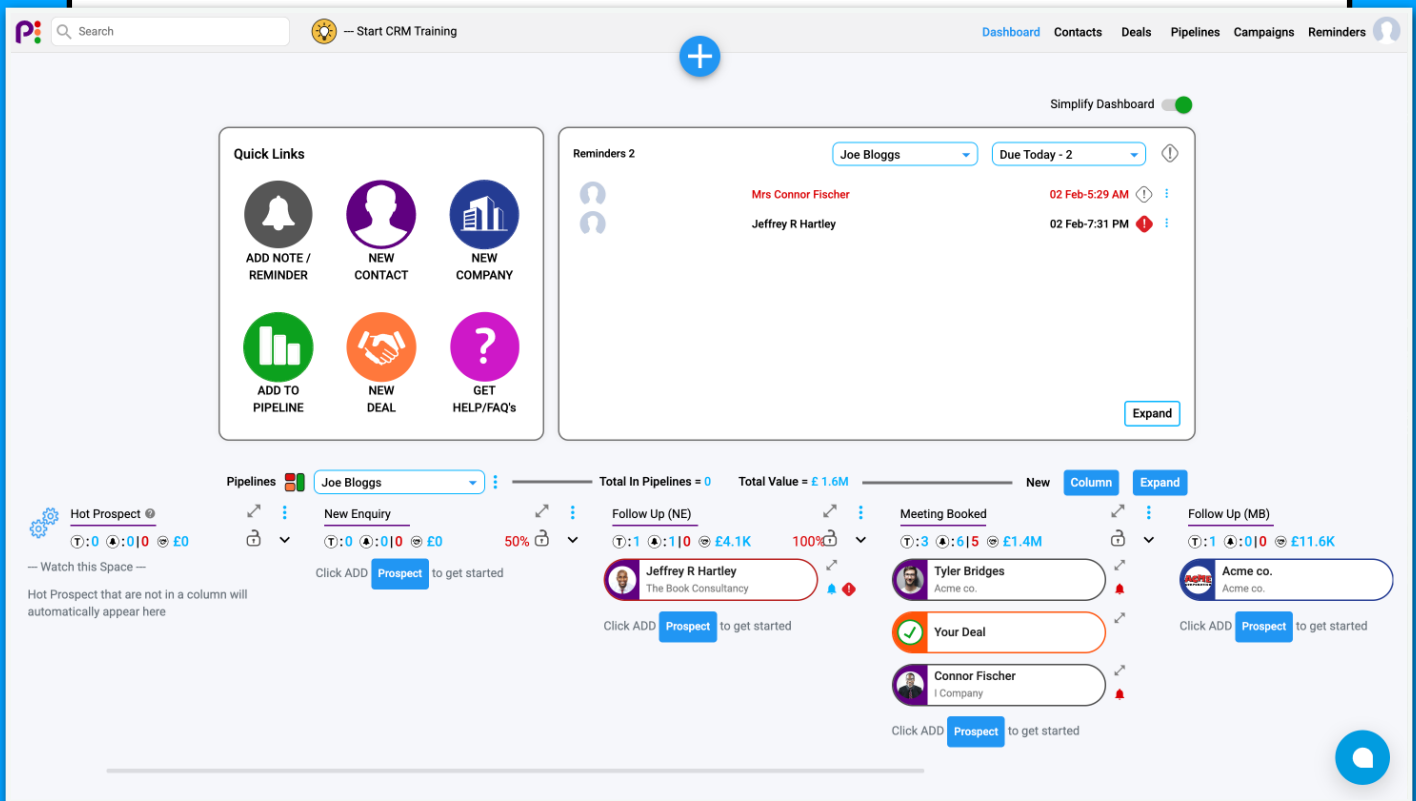 Search
--- Start CRM Training
Dashboard Contacts Deals Pipelines Campaigns Reminders
Simplify Dashboard
Quick Links
ADD NOTE /
REMINDER
NEW
CONTACT
NEW
COMPANY
ADD TO
PIPELINE
NEW
DEAL
?
GET
HELP/FAQ's
Reminders 2
Joe Bloggs
Due Today - 2
Mrs Connor Fischer 02 Feb-5:29 AM
Jeffrey R Hartley 02 Feb-7:31 PM
Expand
Pipelines Joe Bloggs Total In Pipelines = 0 Total Value = £ 1.6M New Column Expand
Hot Prospect
T:0 :0|0 £0
--- Watch this Space ---
Hot Prospect that are not in a column will
automatically appear here
New Enquiry
T:0 :0|0 £0 50%
Click ADD Prospect to get started
Follow Up (NE)
T:1 :1|0 £4.1K 100%
Jeffrey R Hartley
The Book Consultancy
Click ADD Prospect to get started
Meeting Booked
T:3 :6|5 £1.4M
Tyler Bridges
Acme co.
Your Deal
Connor Fischer
I Company
Click ADD Prospect to get started
Follow Up (MB)
T:1 :0|0 £11.6K
ACME
Acme co.
Acme co.
Click ADD Prospect to get started